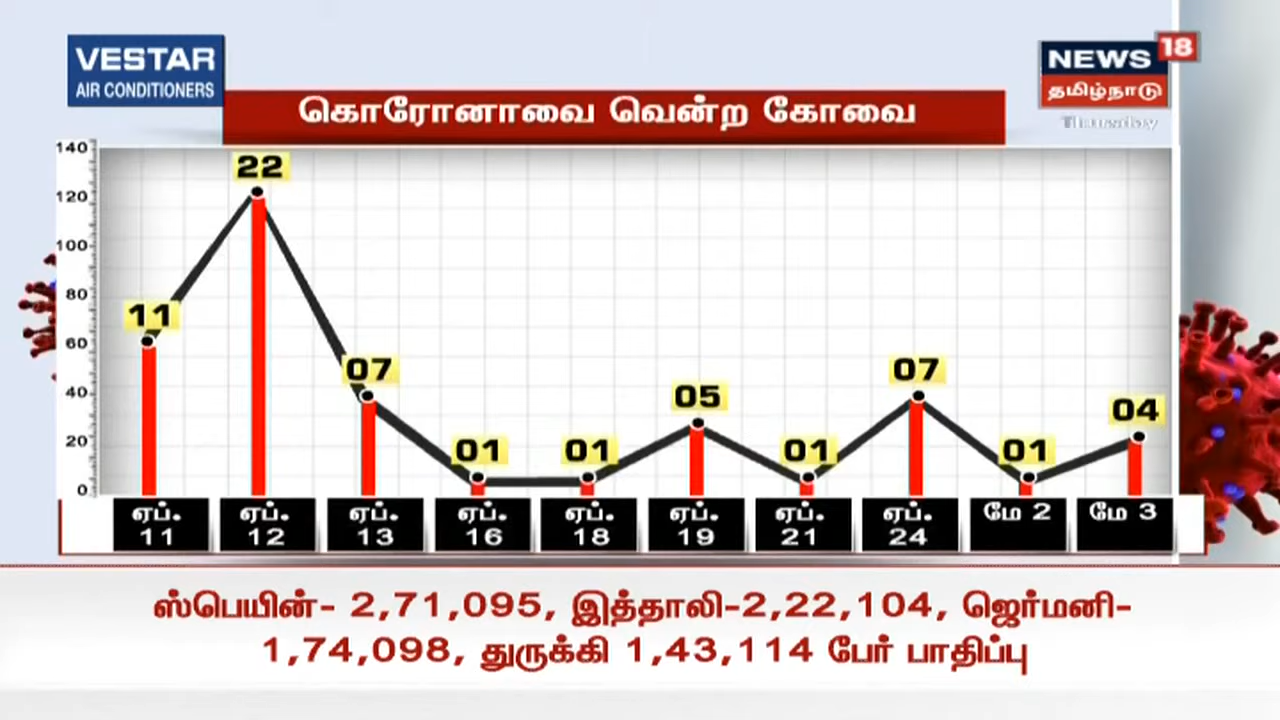 VESTAR
AIR CONDITIONERS
NEWS 18
தமிழ்நாடு
Thursday
கொரோனாவை வென்ற கோவை
140
120
100
80
60
40
20
0
11
22
07
01
01
05
01
07
01
04
ஏப். 11
ஏப். 12
ஏப். 13
ஏப். 16
ஏப். 18
ஏப். 19
ஏப். 21
ஏப். 24
மே 2
மே 3
ஸ்பெயின்- 2,71,095, இத்தாலி-2,22,104, ஜெர்மனி-
1,74,098, துருக்கி 1,43,114 பேர் பாதிப்பு